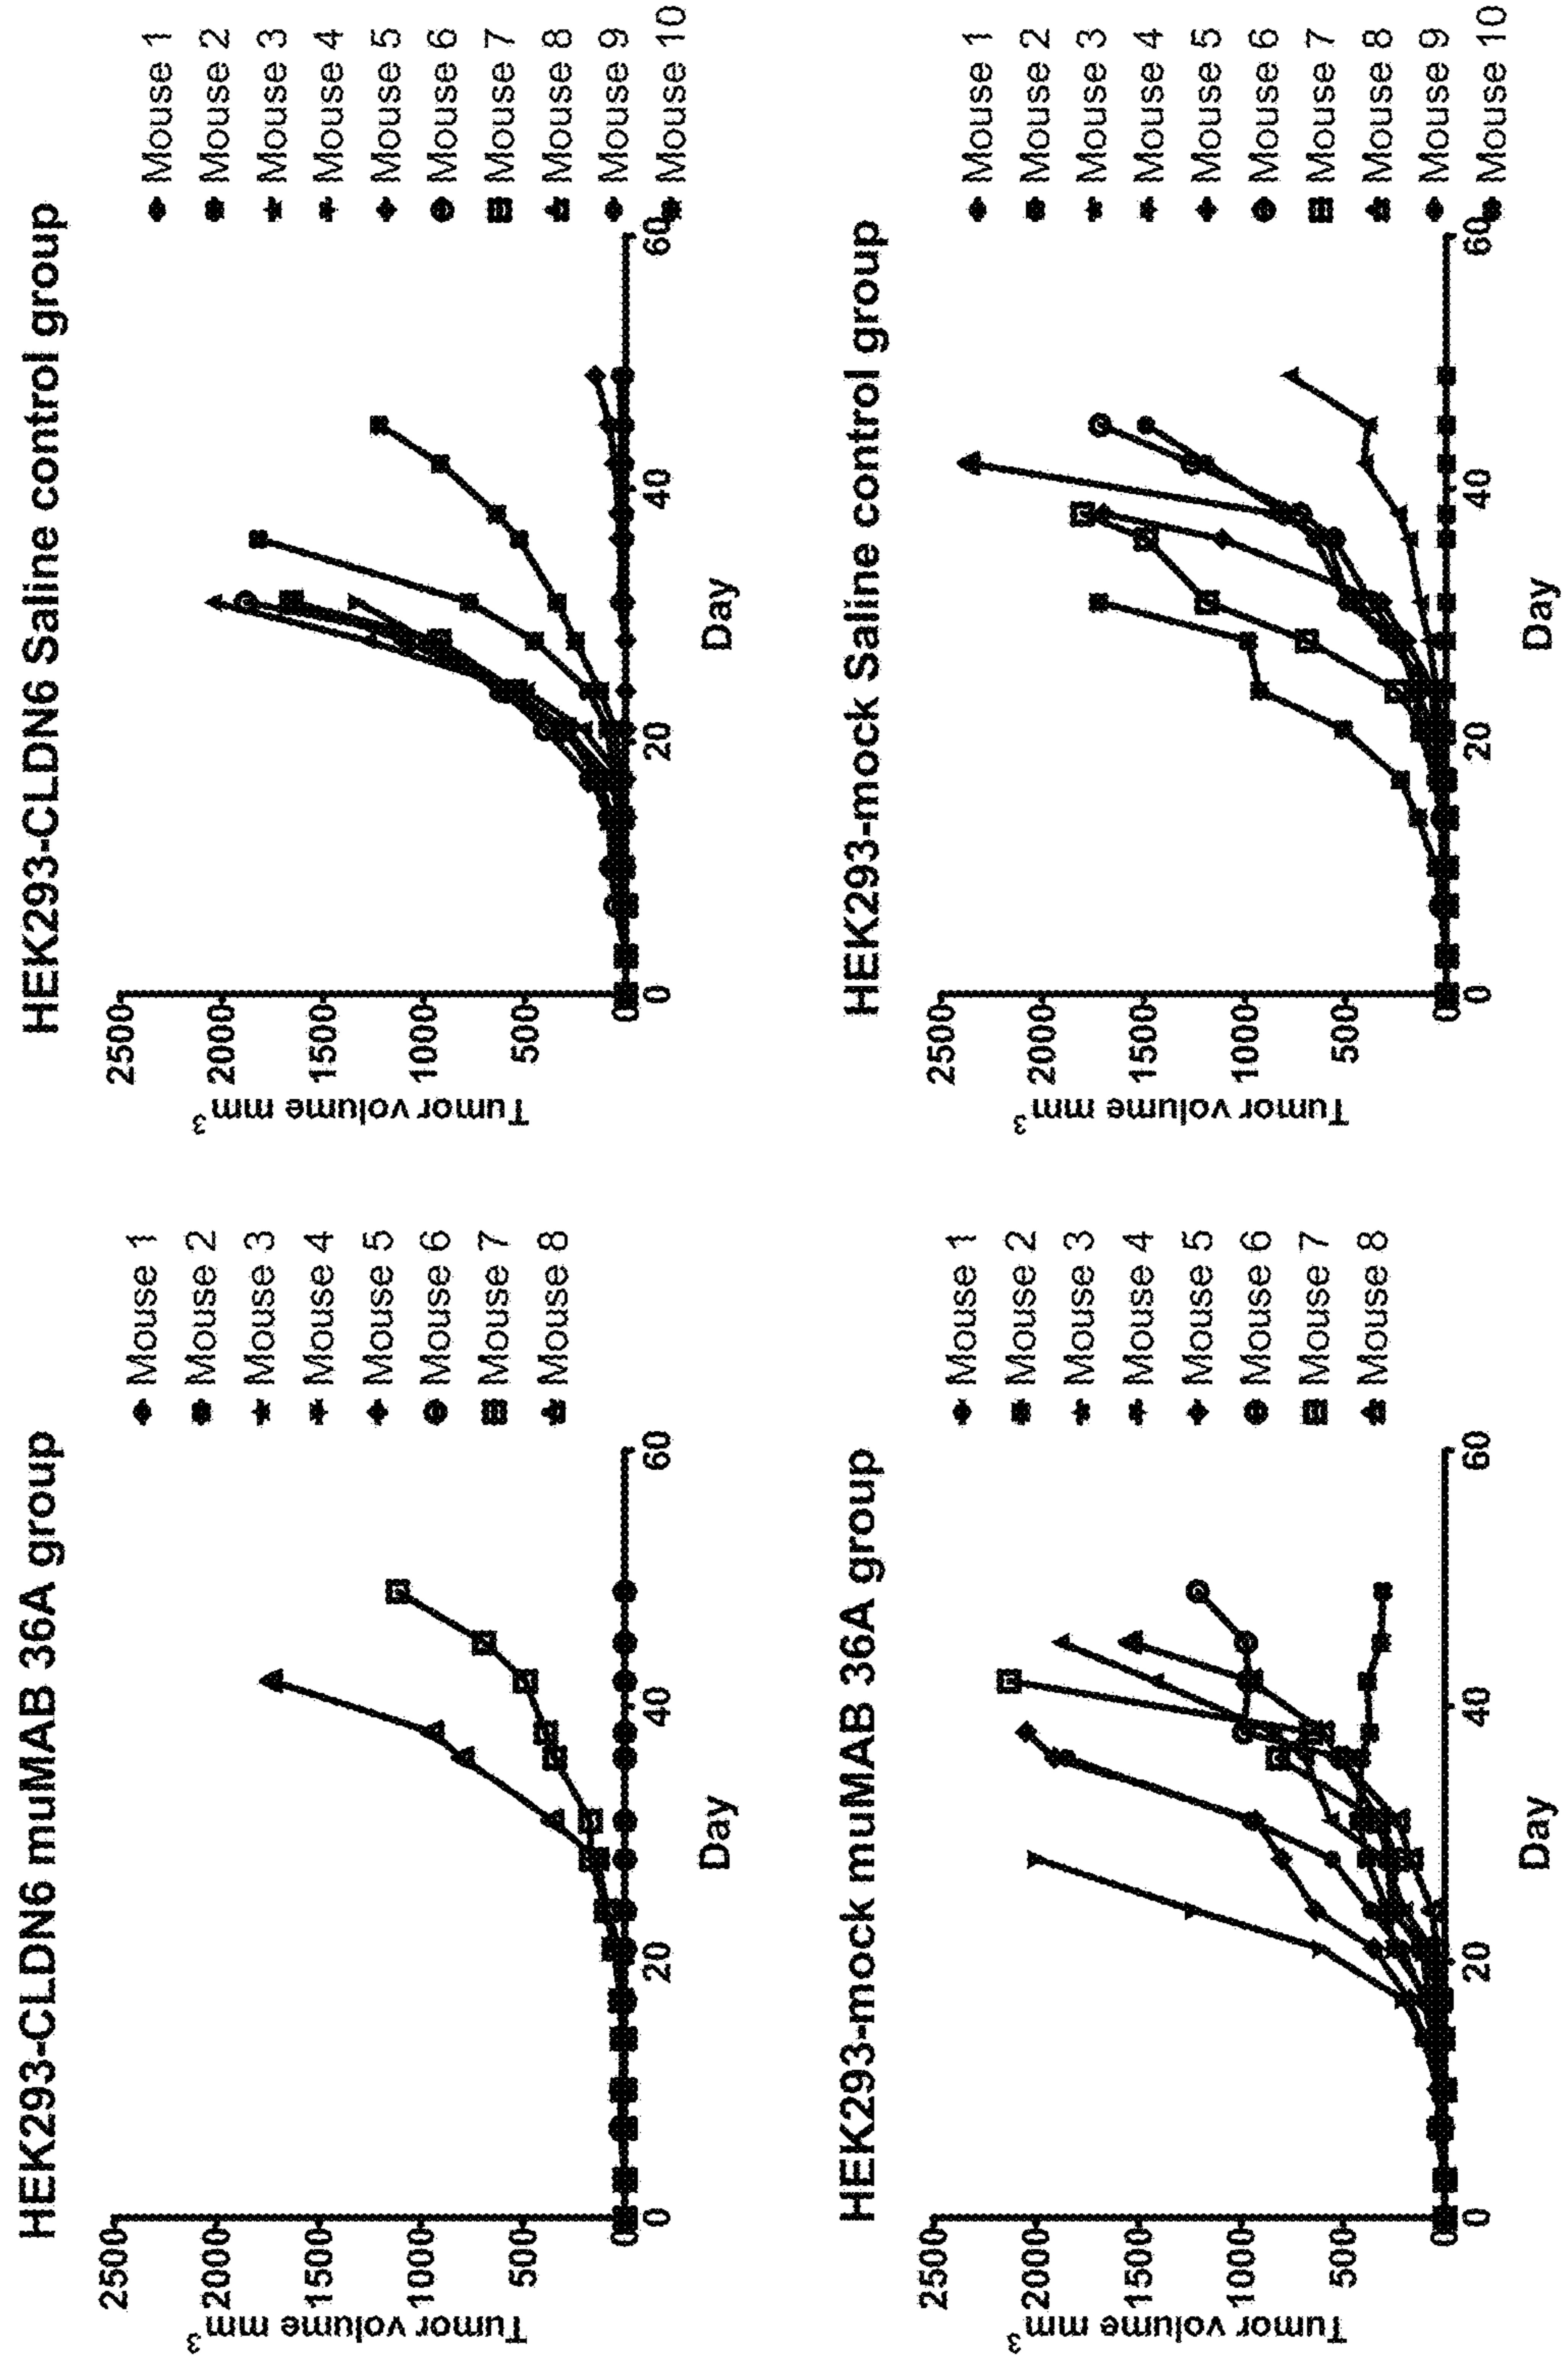 HEK293-CLDN6 muMAB 36A group
Tumor volume mm³
2500
2000
1500
1000
500
0
0
20
40
60
Day
Mouse 1
Mouse 2
Mouse 3
Mouse 4
Mouse 5
Mouse 6
Mouse 7
Mouse 8
HEK293-CLDN6 Saline control group
Tumor volume mm³
2500
2000
1500
1000
500
0
0
20
40
60
Day
Mouse 1
Mouse 2
Mouse 3
Mouse 4
Mouse 5
Mouse 6
Mouse 7
Mouse 8
Mouse 9
Mouse 10
HEK293-mock muMAB 36A group
Tumor volume mm³
2500
2000
1500
1000
500
0
0
20
40
60
Day
Mouse 1
Mouse 2
Mouse 3
Mouse 4
Mouse 5
Mouse 6
Mouse 7
Mouse 8
HEK293-mock Saline control group
Tumor volume mm³
2500
2000
1500
1000
500
0
0
20
40
60
Day
Mouse 1
Mouse 2
Mouse 3
Mouse 4
Mouse 5
Mouse 6
Mouse 7
Mouse 8
Mouse 9
Mouse 10